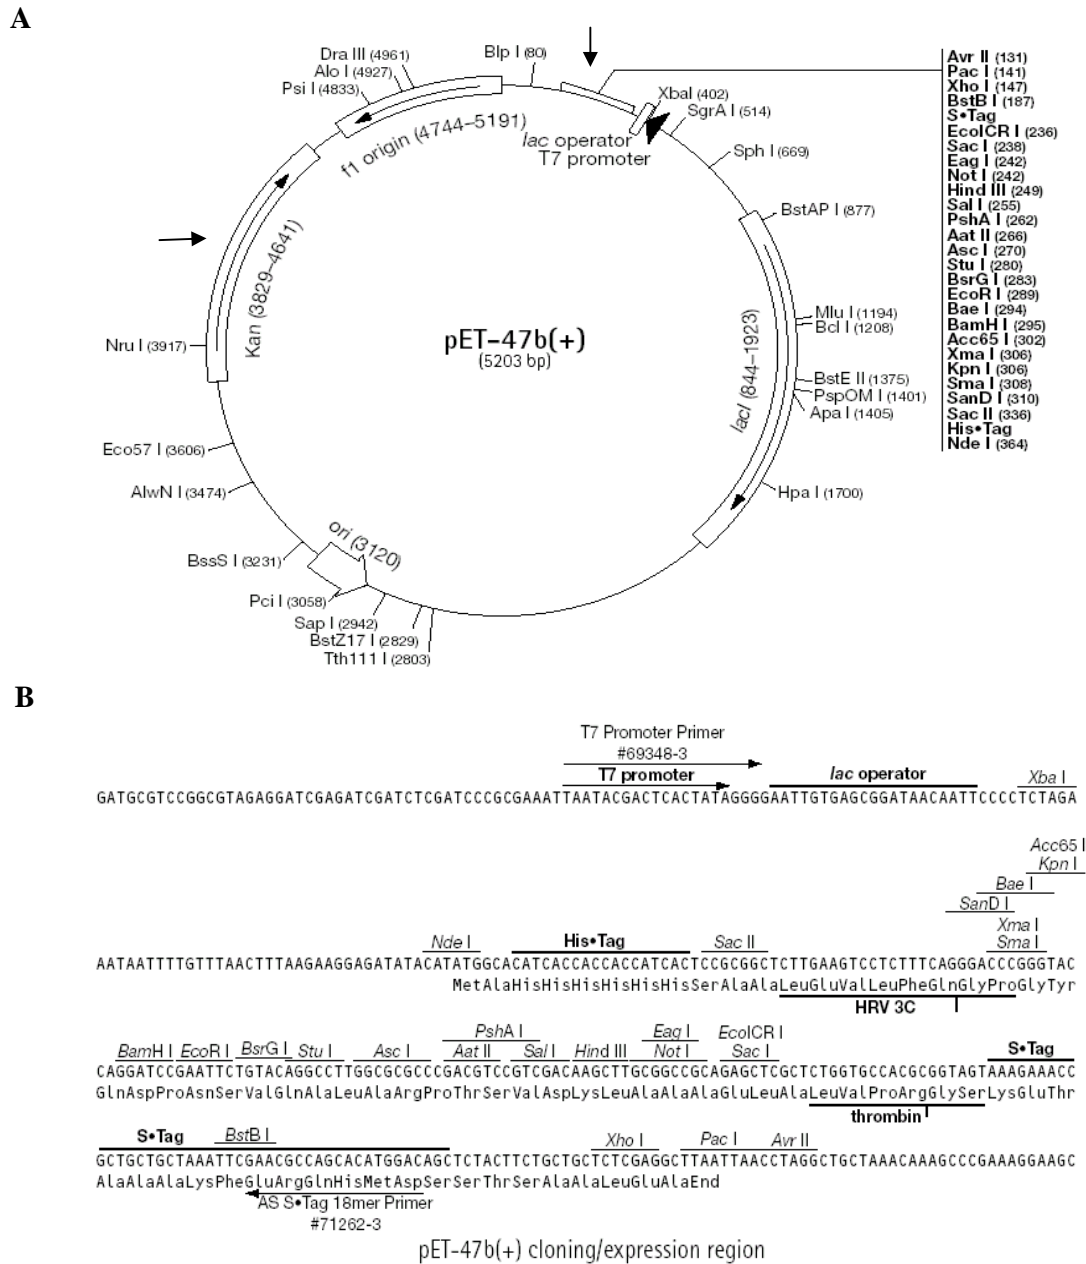 A
Dra III (4961)
Alo I (4927)
Psi I (4833)
Blp I (80)
XbaI (402)
SgrA I (514)
lac operator
T7 promoter
Sph I (669)
f1 origin (4744–5191)
BstAP I (877)
Kan (3829–4641)
Nru I (3917)
pET–47b(+)
(5203 bp)
lacI (844–1923)
Mlu I (1194)
Bcl I (1208)
BstE II (1375)
PspOM I (1401)
Apa I (1405)
Hpa I (1700)
Eco57 I (3606)
AlwN I (3474)
ori (3120)
BssS I (3231)
Pci I (3058)
Sap I (2942)
BstZ17 I (2829)
Tth111 I (2803)
Avr II (131)
Pac I (141)
Xho I (147)
BstB I (187)
S•Tag
EcoICR I (236)
Sac I (238)
Eag I (242)
Not I (242)
Hind III (249)
Sal I (255)
PshA I (262)
Aat II (266)
Asc I (270)
Stu I (280)
BsrG I (283)
EcoR I (289)
Bae I (294)
BamH I (295)
Acc65 I (302)
Xma I (306)
Kpn I (306)
Sma I (308)
SanD I (310)
Sac II (336)
His•Tag
Nde I (364)
B
T7 Promoter Primer
#69348-3
T7 promoter
lac operator
Xba I
GATGCGTCCGGCGTAGAGGATCGAGATCGATCTCGATCCCGCGAAATTAATACGACTCACTATAGGGGAATTGTGAGCGGATAACAATTCCCCTCTAGA
Acc65 I
Kpn I
Bae I
SanD I
Xma I
Nde I His•Tag Sac II Sma I
AATAATTTTGTTTAACTTTAAGAAGGAGATATACATATGGCACATCACCACCACCATCACTCCGCGGCTCTTGAAGTCCTCTTTCAGGGACCCGGGTAC
MetAlaHisHisHisHisHisHisSerAlaAlaLeuGluValLeuPheGlnGlyProGlyTyr
HRV 3C
PshA I Eag I EcoICR I
BamH I EcoR I BsrG I Stu I Asc I Aat II Sal I Hind III Not I Sac I S•Tag
CAGGATCCGAATTCTGTACAGGCCTTGGCGCGCCCGACGTCCGTCGACAAGCTTGCGGCCGCAGAGCTCGCTCTGGTGCCACGCGGTAGTAAAGAAACC
GlnAspProAsnSerValGlnAlaLeuAlaArgProThrSerValAspLysLeuAlaAlaAlaGluLeuAlaLeuValProArgGlySerLysGluThr
thrombin
S•Tag BstB I Xho I Pac I Avr II
GCTGCTGCTAAATTCGAACGCCAGCACATGGACAGCTCTACTTCTGCTGCTCTCGAGGCTTAATTAACCTAGGCTGCTAAACAAAGCCCGAAAGGAAGC
AlaAlaAlaLysPheGluArgGlnHisMetAspSerSerThrSerAlaAlaLeuGluAlaEnd
AS S•Tag 18mer Primer
#71262-3
pET–47b(+) cloning/expression region